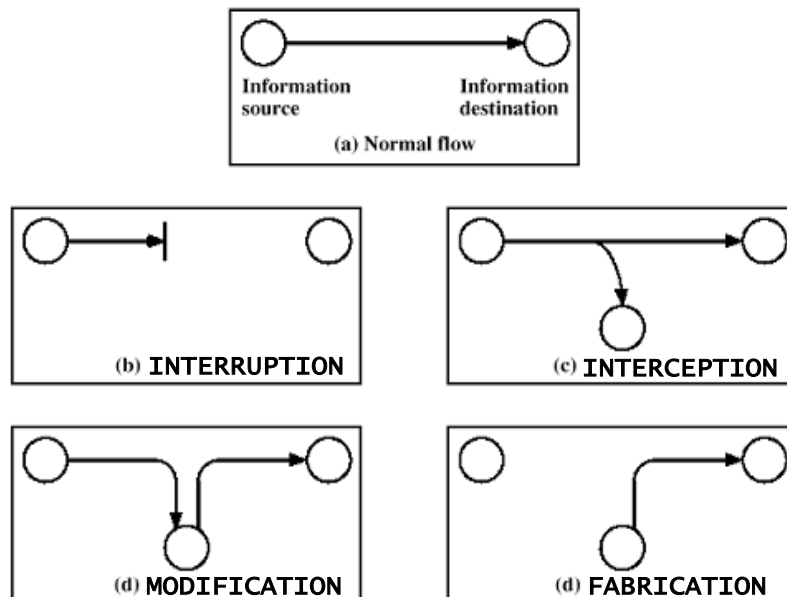 Information source
Information destination
(a) Normal flow
(b) INTERRUPTION
(c) INTERCEPTION
(d) MODIFICATION
(d) FABRICATION